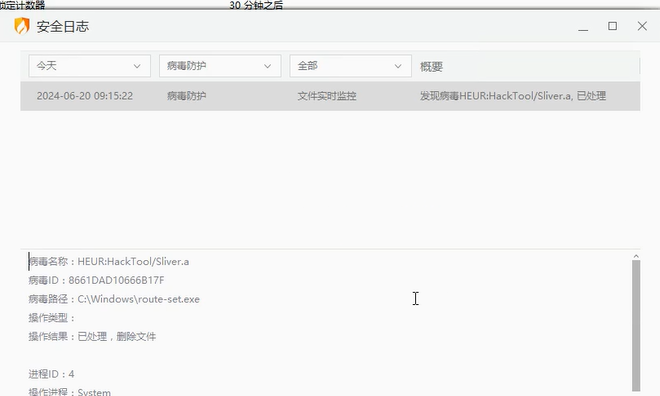 锁定计数器 30 分钟之后
安全日志
今天 病毒防护 全部 概要
2024-06-20 09:15:22 病毒防护 文件实时监控 发现病毒HEUR:HackTool/Sliver.a, 已处理
病毒名称：HEUR:HackTool/Sliver.a
病毒ID：8661DAD10666B17F
病毒路径：C:\Windows\route-set.exe
操作类型：
操作结果：已处理，删除文件
进程ID：4
操作进程：System